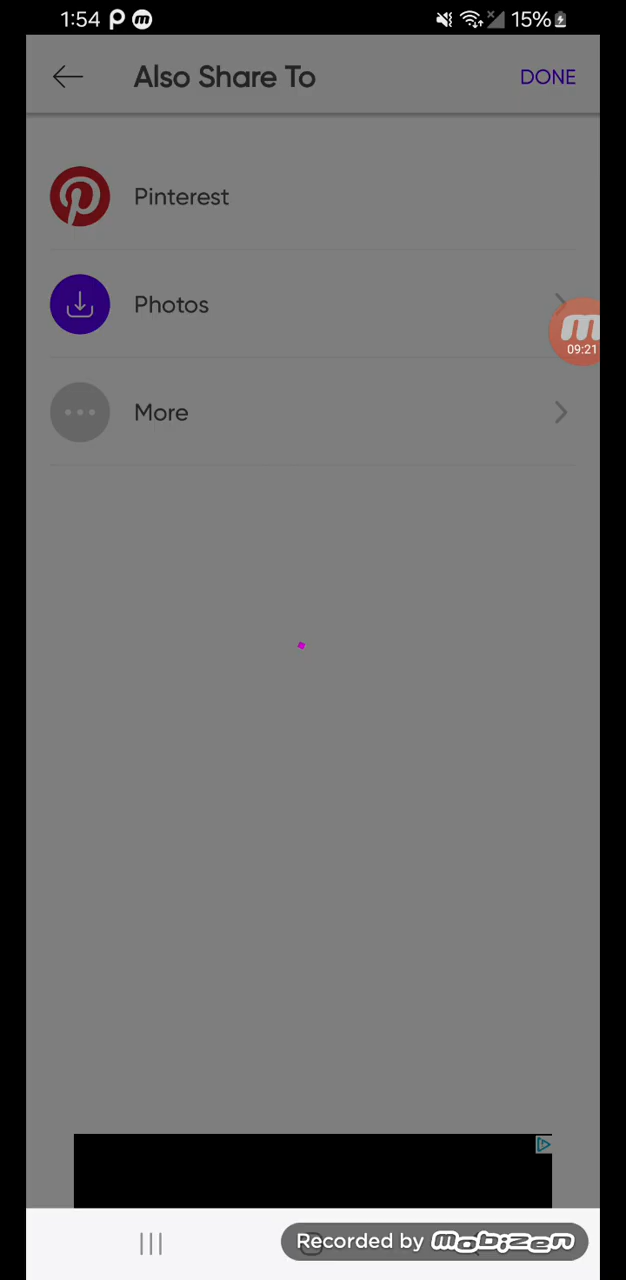 1:54
15%
Also Share To
DONE
Pinterest
Photos
09:21
More
Recorded by mobizen